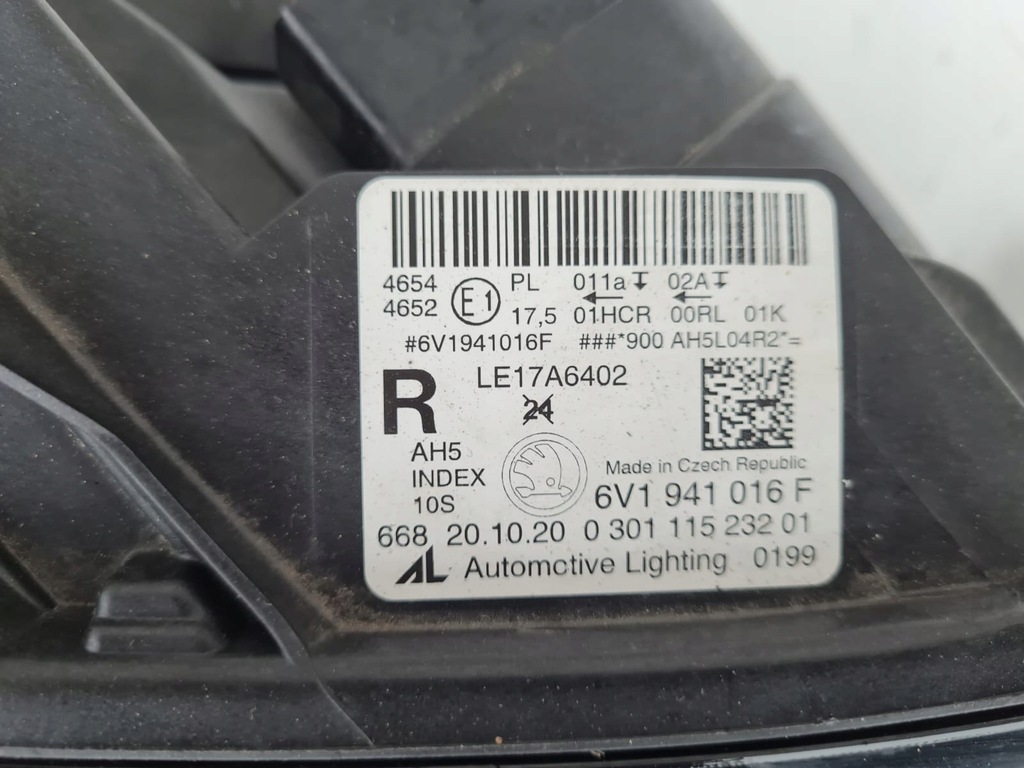 4654 PL 011a 02A
4652 E1 17,5 01HCR 00RL 01K
#6V1941016F ###*900 AH5L04R2*=
R LE17A6402
24
AH5
INDEX
10S
Made in Czech Republic
6V1 941 016 F
668 20.10.20 0 301 115 232 01
AL Automotive Lighting 0199